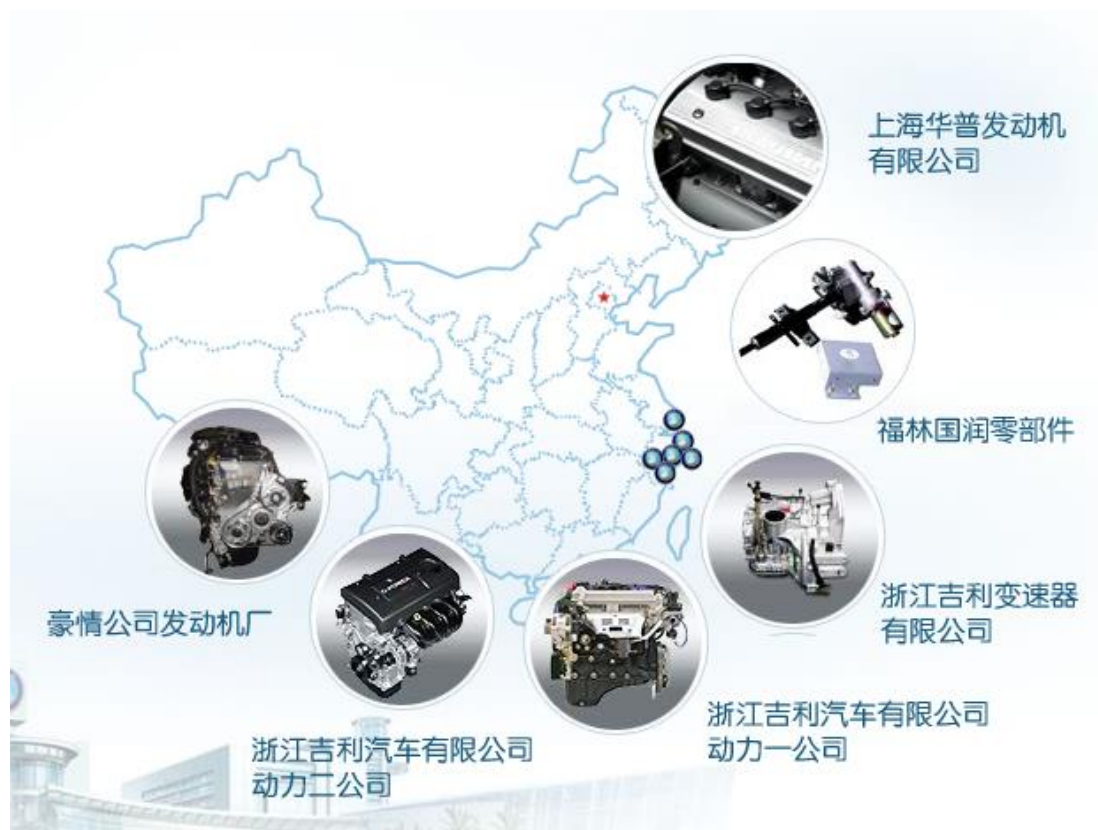 上海华普发动机
有限公司
福林国润零部件
浙江吉利变速器
有限公司
豪情公司发动机厂
浙江吉利汽车有限公司
动力一公司
浙江吉利汽车有限公司
动力二公司